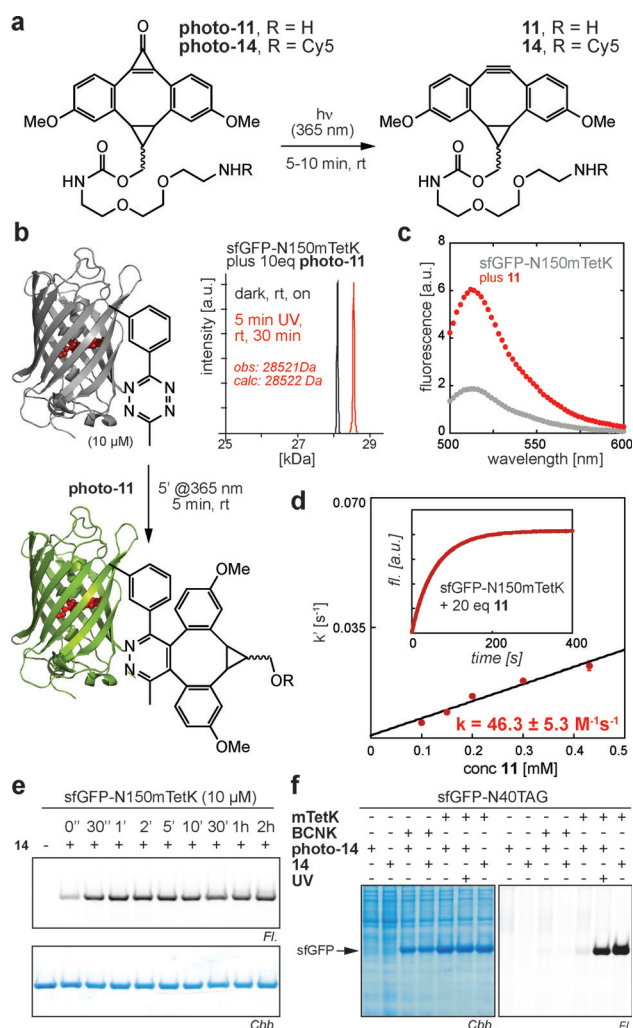 a
photo-11, R = H
photo-14, R = Cy5
11, R = H
14, R = Cy5
O
MeO
OMe
O
HN
O
O
O
NHR
hν
(365 nm)
5-10 min, rt
MeO
OMe
O
HN
O
O
O
NHR
b
sfGFP-N150mTetK
plus 10eq photo-11
dark, rt, on
5 min UV,
rt, 30 min
obs: 28521Da
calc: 28522 Da
intensity [a.u.]
25 27 29
[kDa]
N N
N N
(10 µM)
photo-11
5' @365 nm
5 min, rt
OMe
N
N
OR
OMe
c
sfGFP-N150mTetK
plus 11
fluorescence [a.u.]
8
6
4
2
0
500 550 600
wavelength [nm]
d
0.070
0.035
k' [s⁻¹]
fl. [a.u.]
sfGFP-N150mTetK
+ 20 eq 11
0 200 400
time [s]
k = 46.3 ± 5.3 M⁻¹s⁻¹
0 0.1 0.2 0.3 0.4 0.5
conc 11 [mM]
e
sfGFP-N150mTetK (10 µM)
- 0'' 30'' 1' 2' 5' 10' 30' 1h 2h
14 + + + + + + + + +
Fl.
Cbb
f
sfGFP-N40TAG
mTetK - - - - + + + - - - - + + +
BCNK - - + + - - - - - + + - - -
photo-14 + - + - + + - + - + - + + -
14 - + - + - - + - + - + - - +
UV - - - - - + - - - - - - + -
sfGFP
Cbb
Fl.